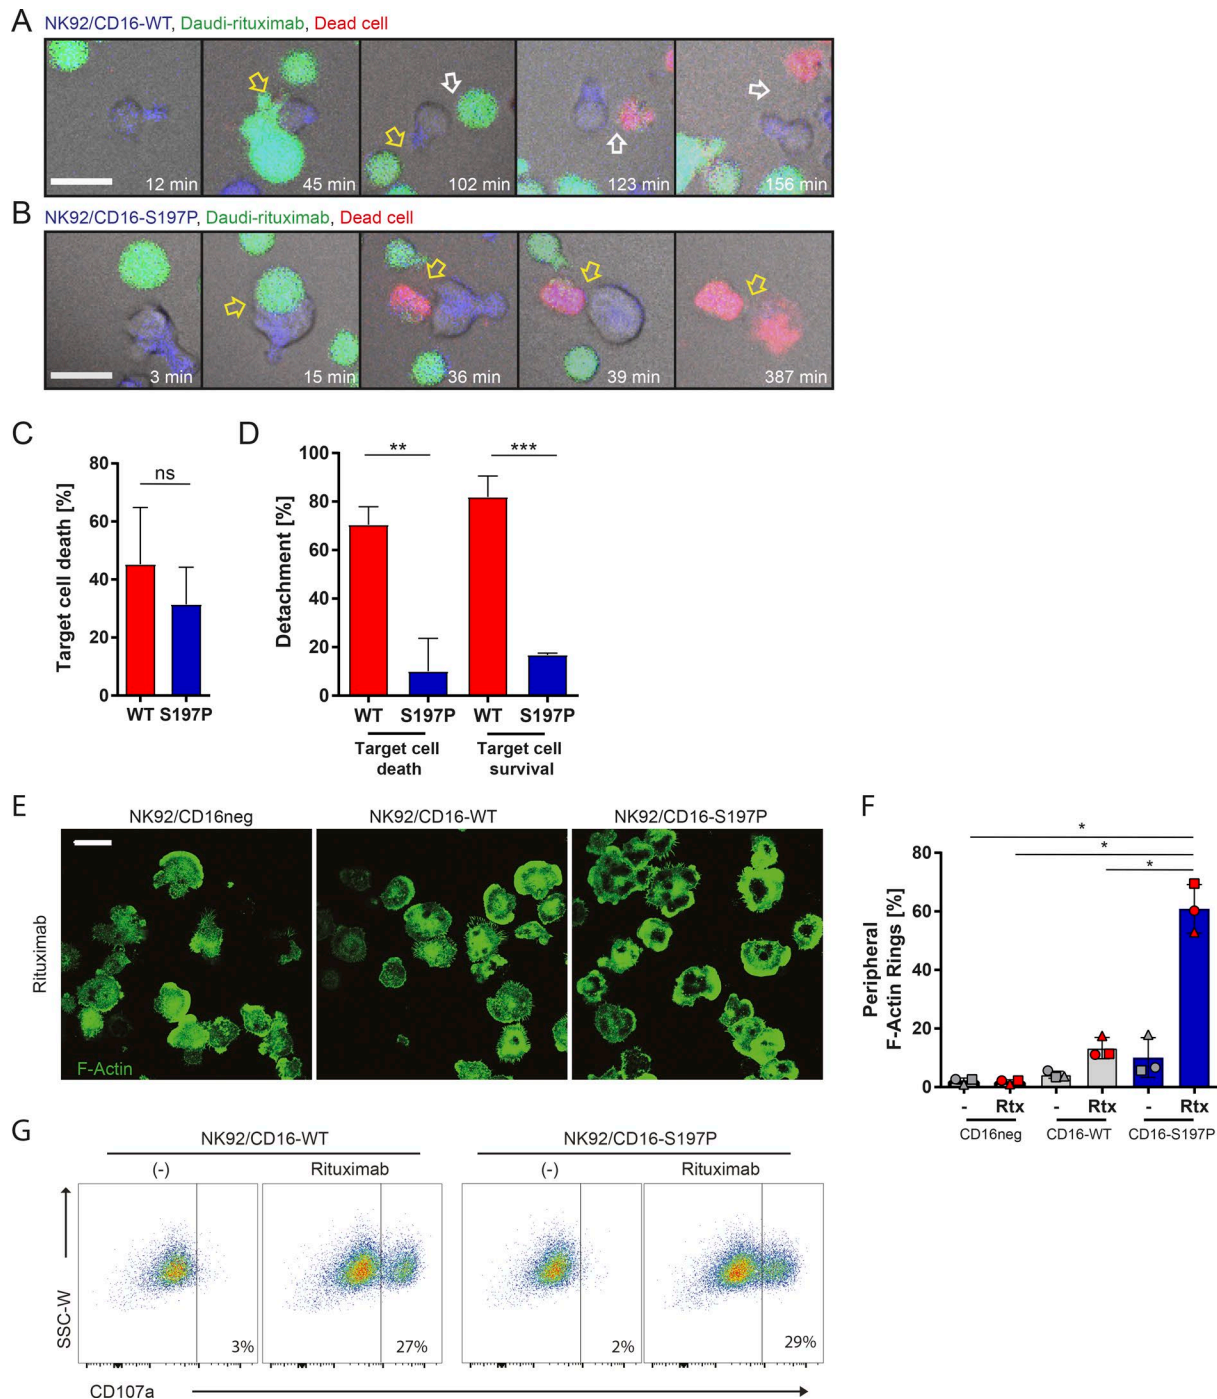 A
NK92/CD16-WT, Daudi-rituximab, Dead cell
12 min
45 min
102 min
123 min
156 min
B
NK92/CD16-S197P, Daudi-rituximab, Dead cell
3 min
15 min
36 min
39 min
387 min
C
Target cell death [%]
80
60
40
20
0
ns
WT S197P
D
Detachment [%]
100
80
60
40
20
0
**
***
WT S197P WT S197P
Target cell death
Target cell survival
E
NK92/CD16neg
NK92/CD16-WT
NK92/CD16-S197P
Rituximab
F-Actin
F
*
*
*
Peripheral
F-Actin Rings [%]
80
60
40
20
0
- Rtx - Rtx - Rtx
CD16neg CD16-WT CD16-S197P
G
NK92/CD16-WT
NK92/CD16-S197P
(-)
Rituximab
(-)
Rituximab
SSC-W
3%
27%
2%
29%
CD107a